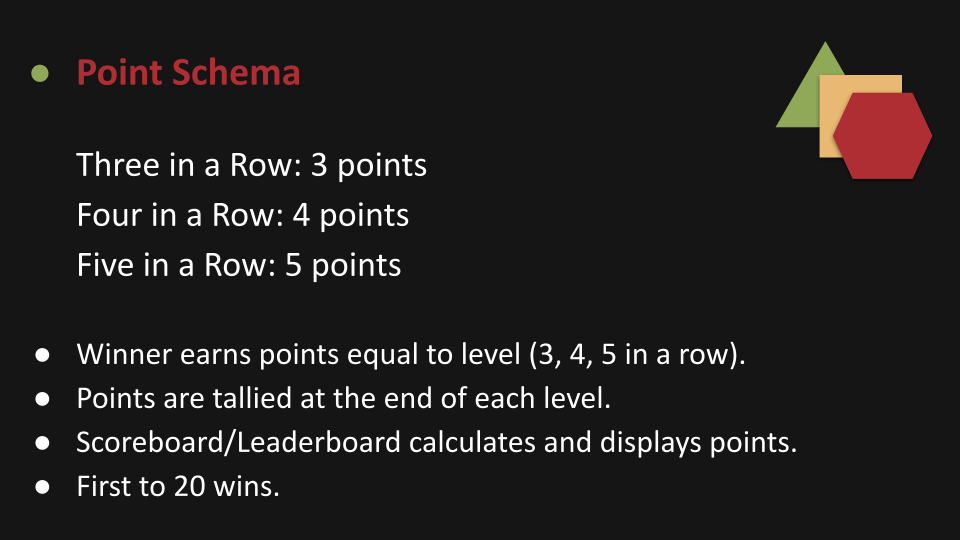 ● Point Schema
Three in a Row: 3 points
Four in a Row: 4 points
Five in a Row: 5 points
● Winner earns points equal to level (3, 4, 5 in a row).
● Points are tallied at the end of each level.
● Scoreboard/Leaderboard calculates and displays points.
● First to 20 wins.